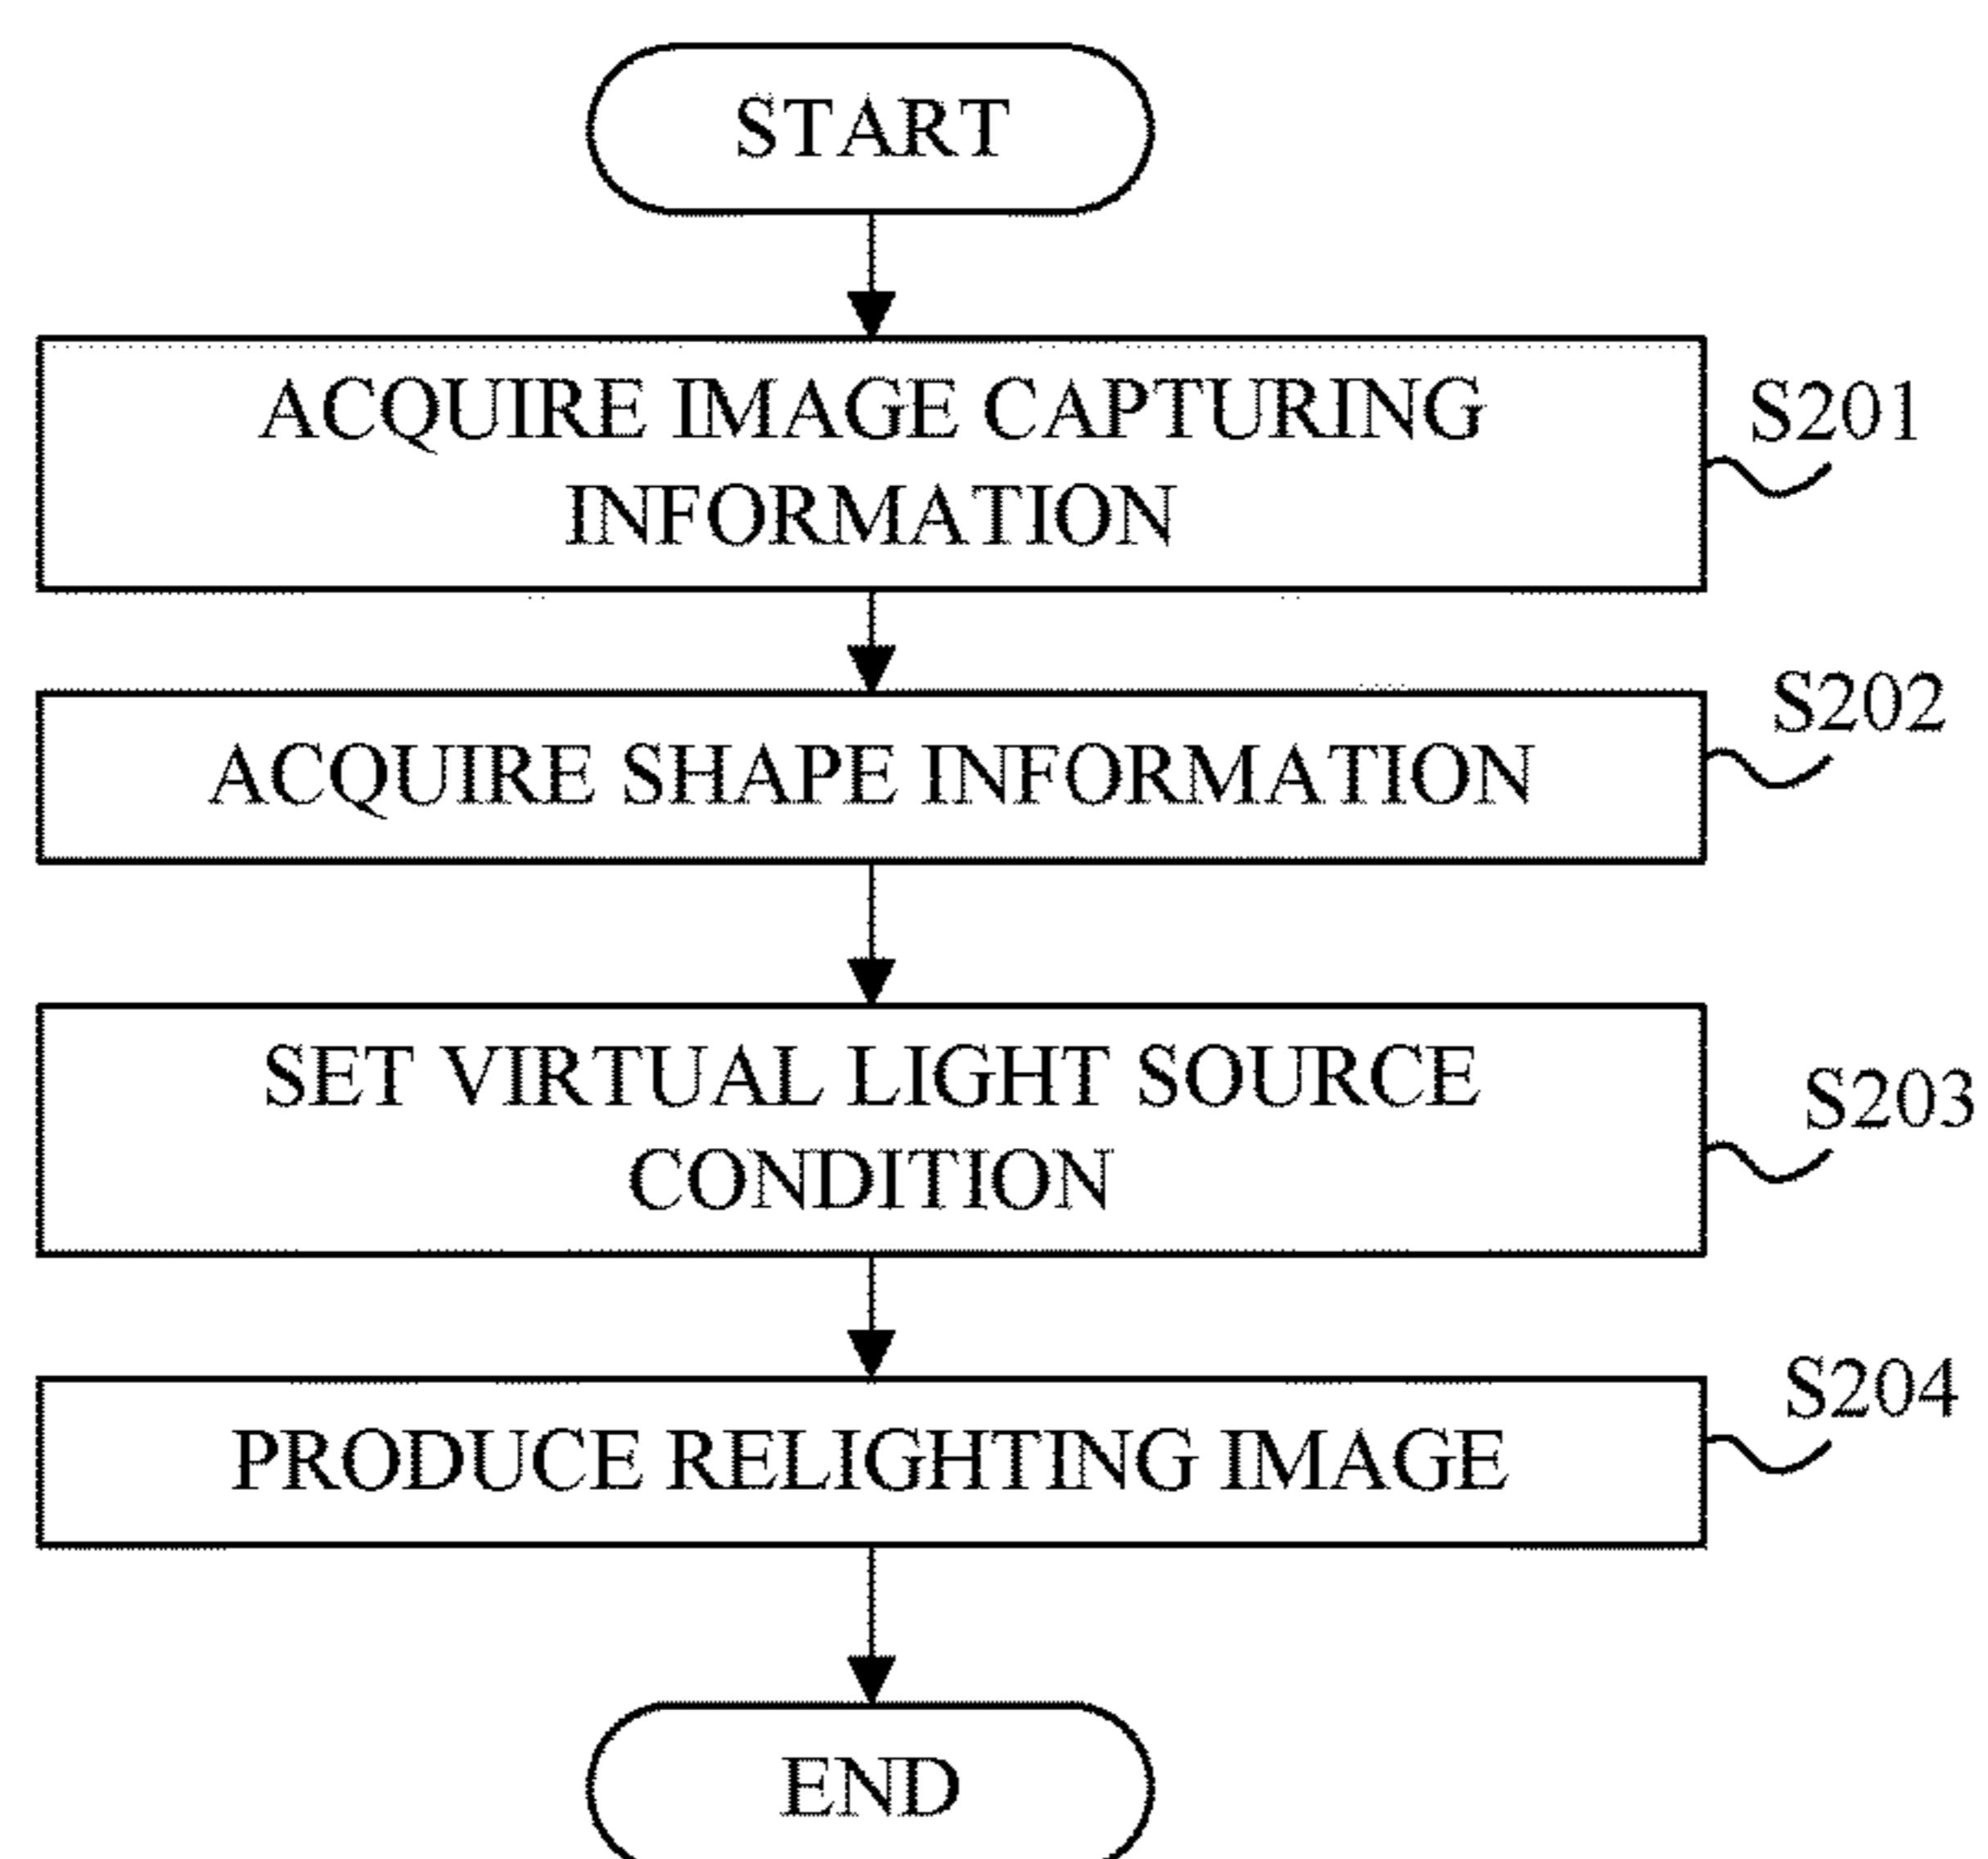 START
ACQUIRE IMAGE CAPTURING
INFORMATION
S201
ACQUIRE SHAPE INFORMATION
S202
SET VIRTUAL LIGHT SOURCE
CONDITION
S203
PRODUCE RELIGHTING IMAGE
S204
END